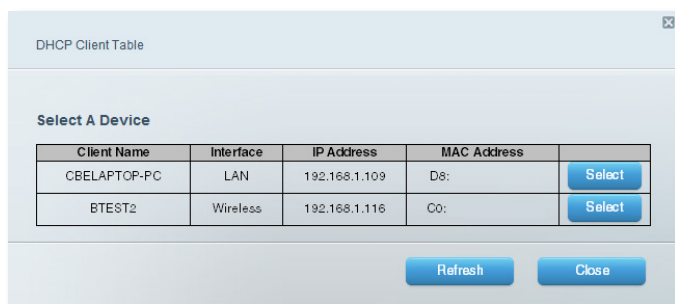 DHCP Client Table
Select A Device
Client Name Interface IP Address MAC Address
CBELAPTOP-PC LAN 192.168.1.109 D8: Select
BTEST2 Wireless 192.168.1.116 C0: Select
Refresh Close